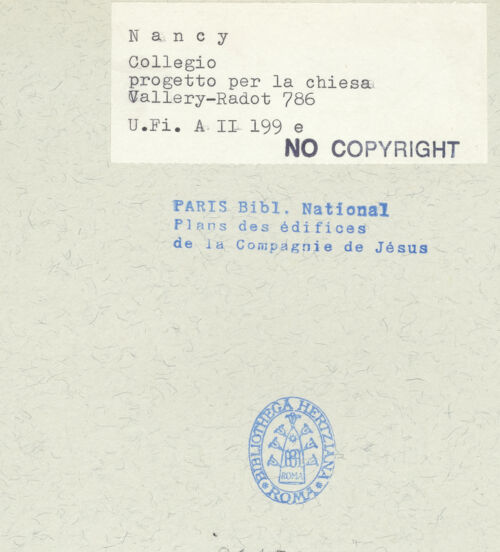 N a n c y
Collegio
progetto per la chiesa
Vallery-Radot 786
U.Fi. A II 199 e
NO COPYRIGHT
PARIS Bibl. National
Plans des édifices
de la Compagnie de Jésus
BIBLIOTHECA HERTZIANA
ROMA
*ROMA*